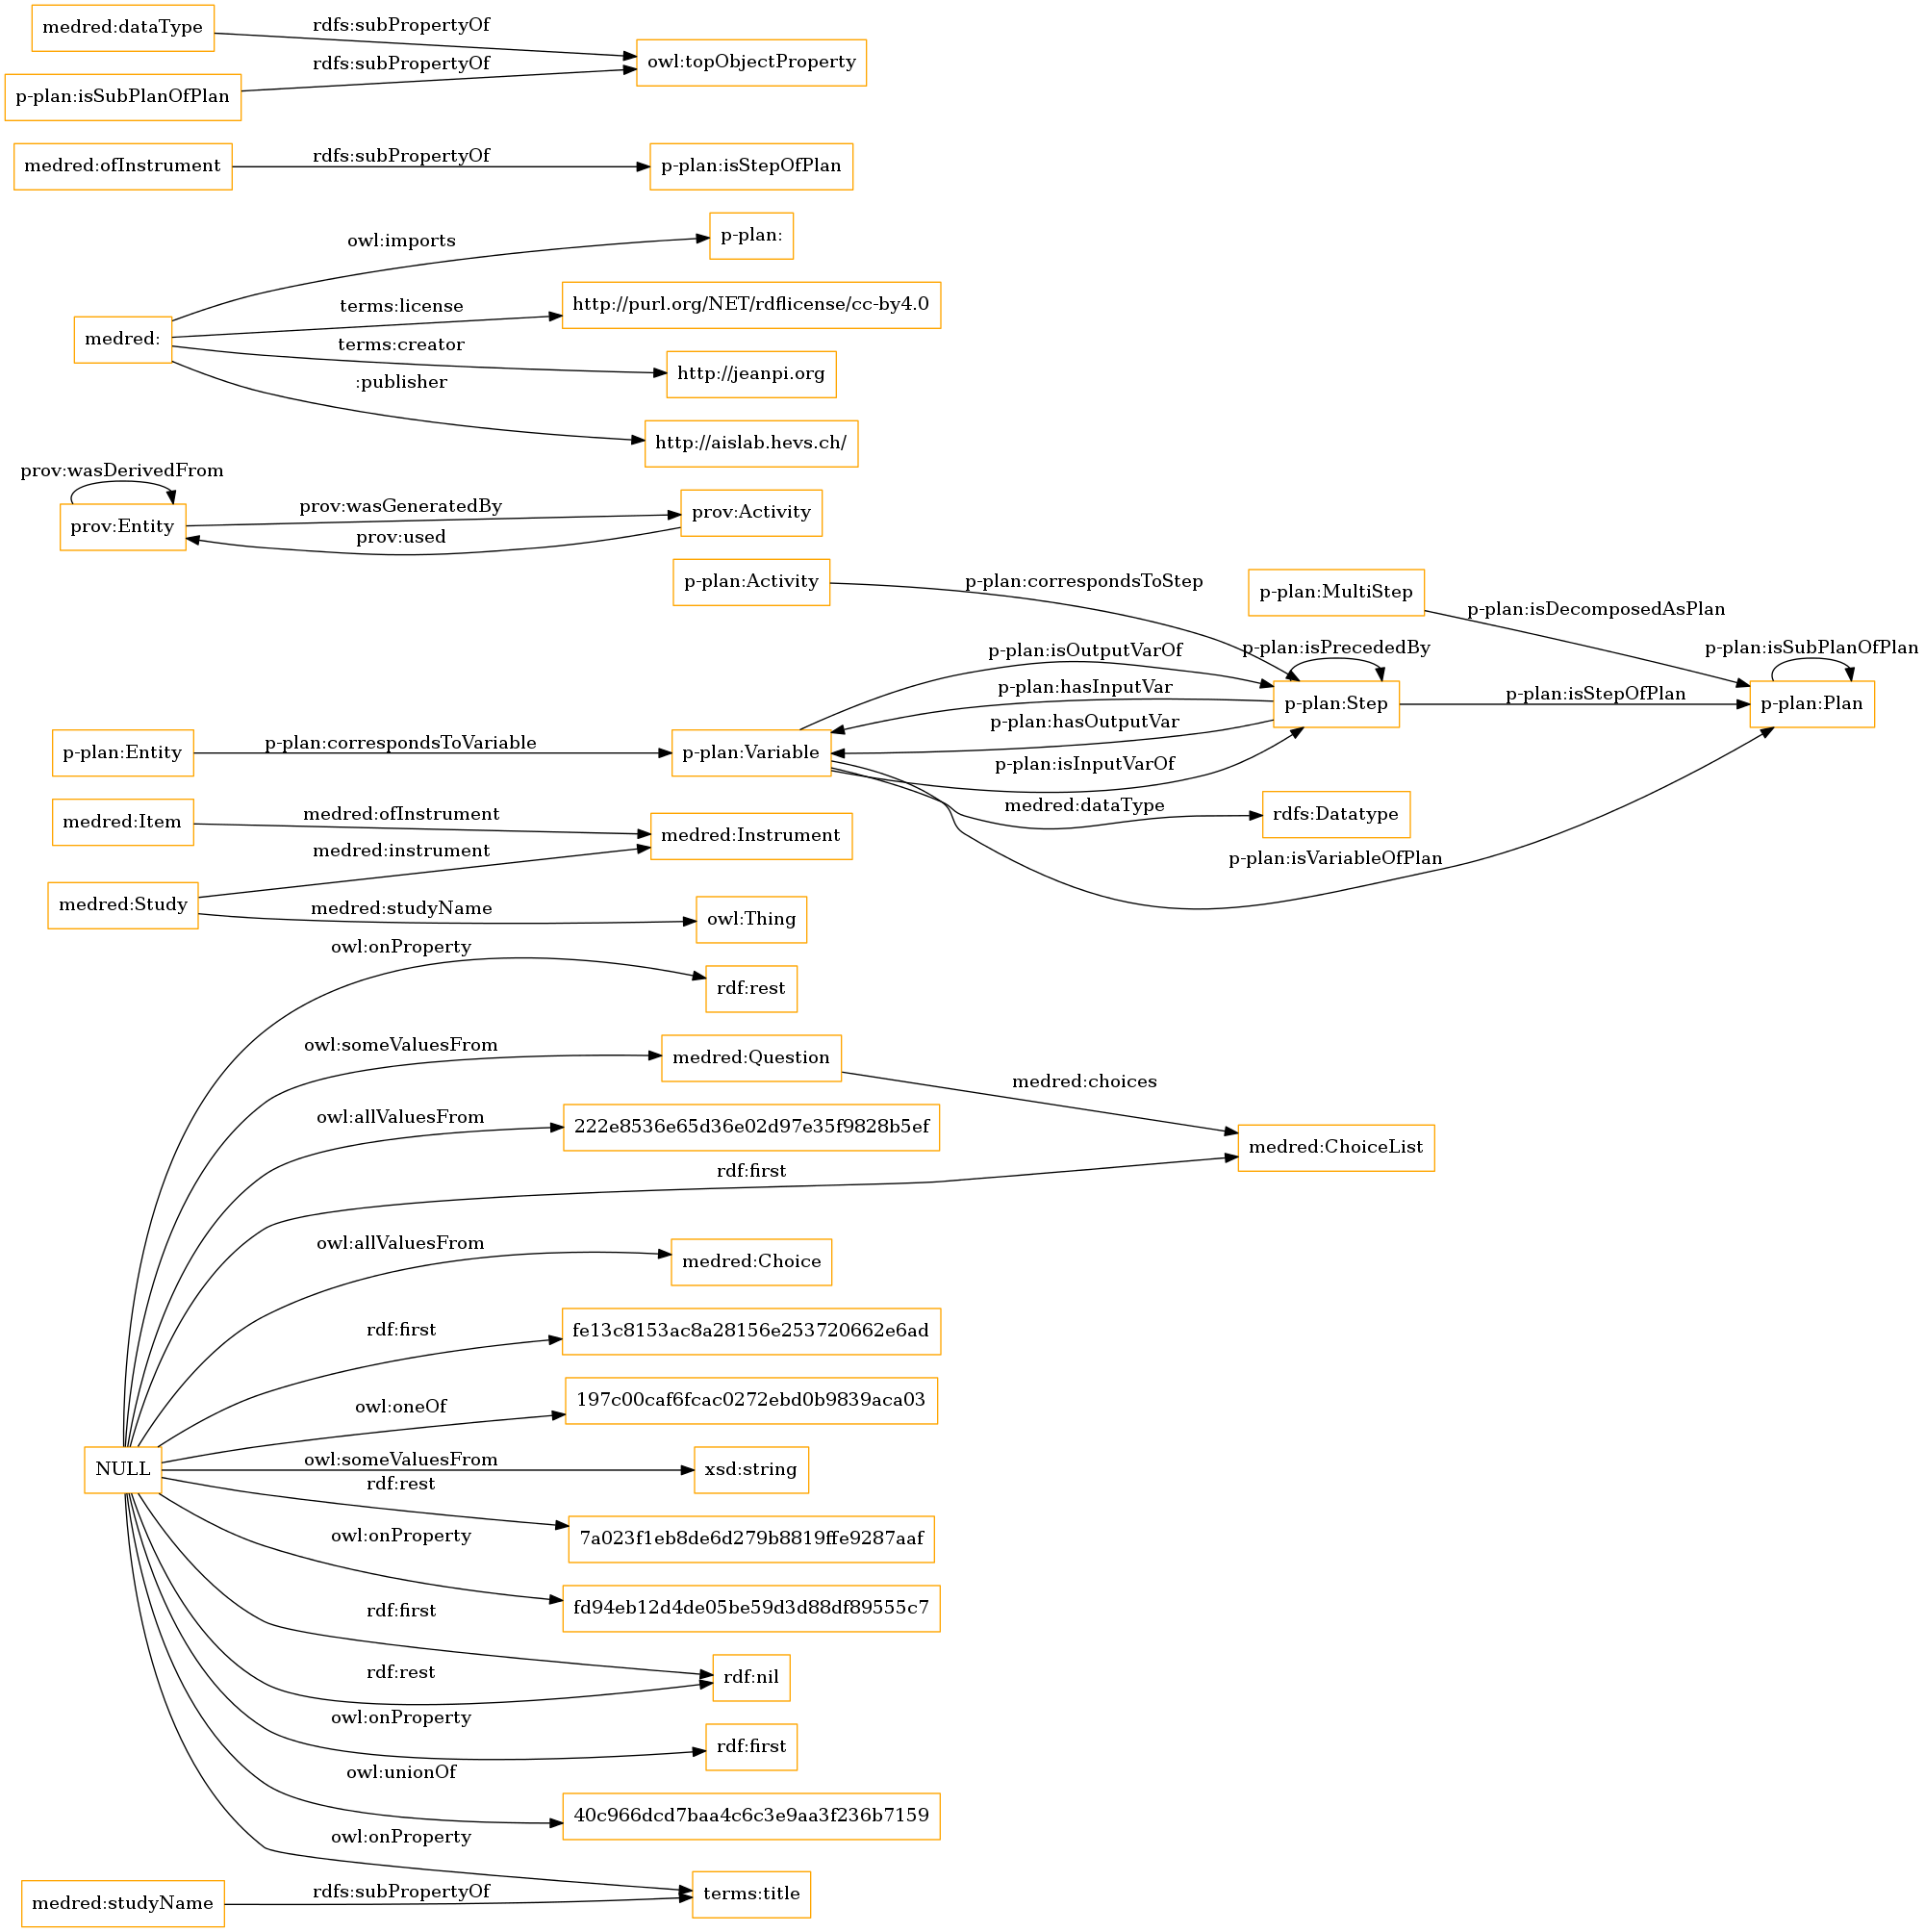 medred:dataType
rdfs:subPropertyOf
owl:topObjectProperty
p-plan:isSubPlanOfPlan
rdfs:subPropertyOf
medred:ofInstrument
rdfs:subPropertyOf
p-plan:isStepOfPlan
medred:
owl:imports
p-plan:
terms:license
http://purl.org/NET/rdflicense/cc-by4.0
terms:creator
http://jeanpi.org
:publisher
http://aislab.hevs.ch/
prov:wasDerivedFrom
prov:Entity
prov:wasGeneratedBy
prov:Activity
prov:used
p-plan:Activity
p-plan:correspondsToStep
p-plan:MultiStep
p-plan:isDecomposedAsPlan
p-plan:isOutputVarOf
p-plan:isPrecededBy
p-plan:isSubPlanOfPlan
p-plan:hasInputVar
p-plan:Step
p-plan:isStepOfPlan
p-plan:Plan
p-plan:hasOutputVar
p-plan:Entity
p-plan:correspondsToVariable
p-plan:Variable
p-plan:isInputVarOf
medred:dataType
rdfs:Datatype
p-plan:isVariableOfPlan
medred:Item
medred:ofInstrument
medred:Instrument
medred:instrument
medred:Study
medred:studyName
owl:Thing
owl:onProperty
rdf:rest
owl:someValuesFrom
medred:Question
medred:choices
owl:allValuesFrom
222e8536e65d36e02d97e35f9828b5ef
medred:ChoiceList
rdf:first
owl:allValuesFrom
medred:Choice
rdf:first
fe13c8153ac8a28156e253720662e6ad
owl:oneOf
197c00caf6fcac0272ebd0b9839aca03
NULL
owl:someValuesFrom
xsd:string
rdf:rest
7a023f1eb8de6d279b8819ffe9287aaf
owl:onProperty
fd94eb12d4de05be59d3d88df89555c7
rdf:first
rdf:rest
rdf:nil
owl:onProperty
rdf:first
owl:unionOf
40c966dcd7baa4c6c3e9aa3f236b7159
owl:onProperty
terms:title
medred:studyName
rdfs:subPropertyOf